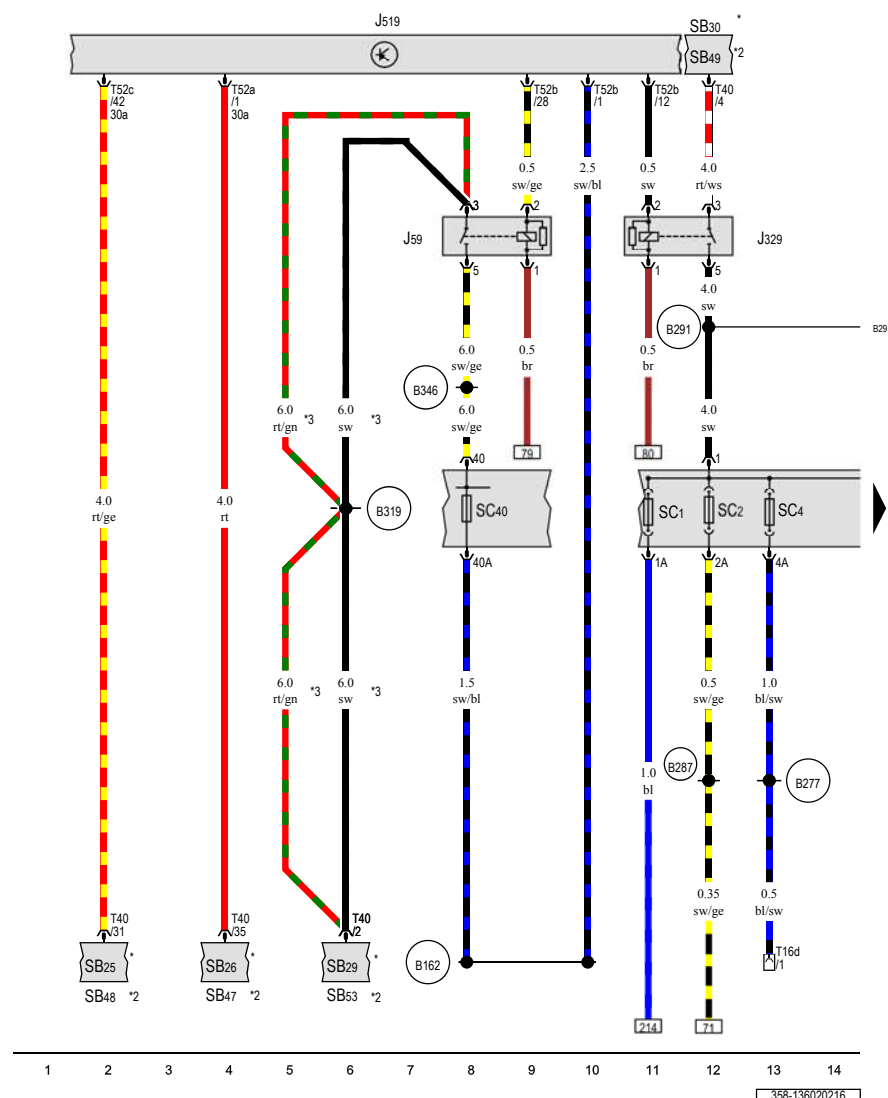 J519
SB30 *
SB49 *2
T52c
/42
30a
T52a
/1
30a
T52b
/28
T52b
/1
T52b
/12
T40
/4
0.5
sw/ge
2.5
sw/bl
0.5
sw
4.0
rt/ws
3
2
2
3
J59
J329
5
1
1
5
4.0
sw
B291
B29
6.0
sw/ge
0.5
br
0.5
br
B346
6.0
rt/gn
*3
6.0
sw
*3
6.0
sw/ge
4.0
sw
79
80
40
1
4.0
rt/ge
4.0
rt
B319
SC40
SC1
SC2
SC4
40A
1A
2A
4A
6.0
rt/gn
*3
6.0
sw
*3
1.5
sw/bl
0.5
sw/ge
1.0
bl/sw
1.0
bl
B287
B277
0.35
sw/ge
0.5
bl/sw
T40
/31
T40
/35
T40
/2
T16d
/1
SB25 *
SB26 *
SB29 *
B162
SB48 *2
SB47 *2
SB53 *2
214
71
1 2 3 4 5 6 7 8 9 10 11 12 13 14
358-136020216